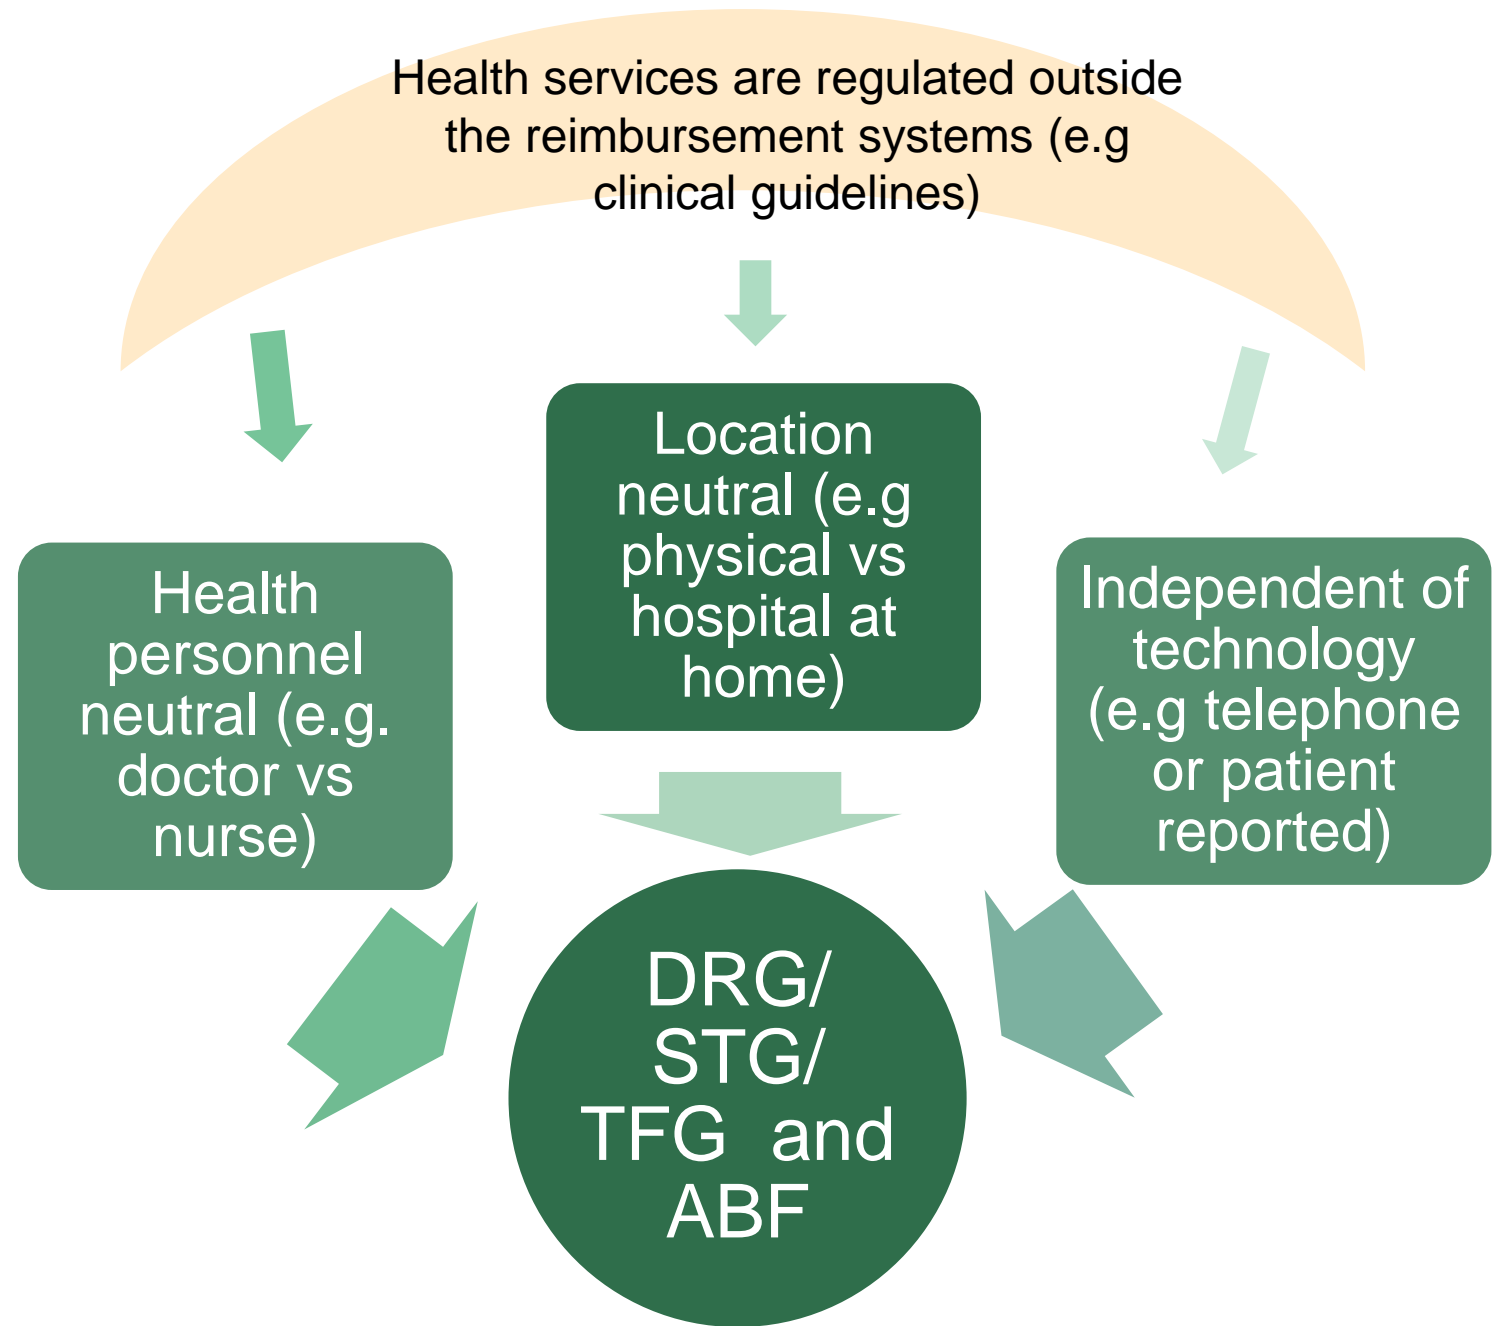 Health services are regulated outside
the reimbursement systems (e.g
clinical guidelines)
Health
personnel
neutral (e.g.
doctor vs
nurse)
Location
neutral (e.g
physical vs
hospital at
home)
Independent of
technology
(e.g telephone
or patient
reported)
DRG/
STG/
TFG  and
ABF